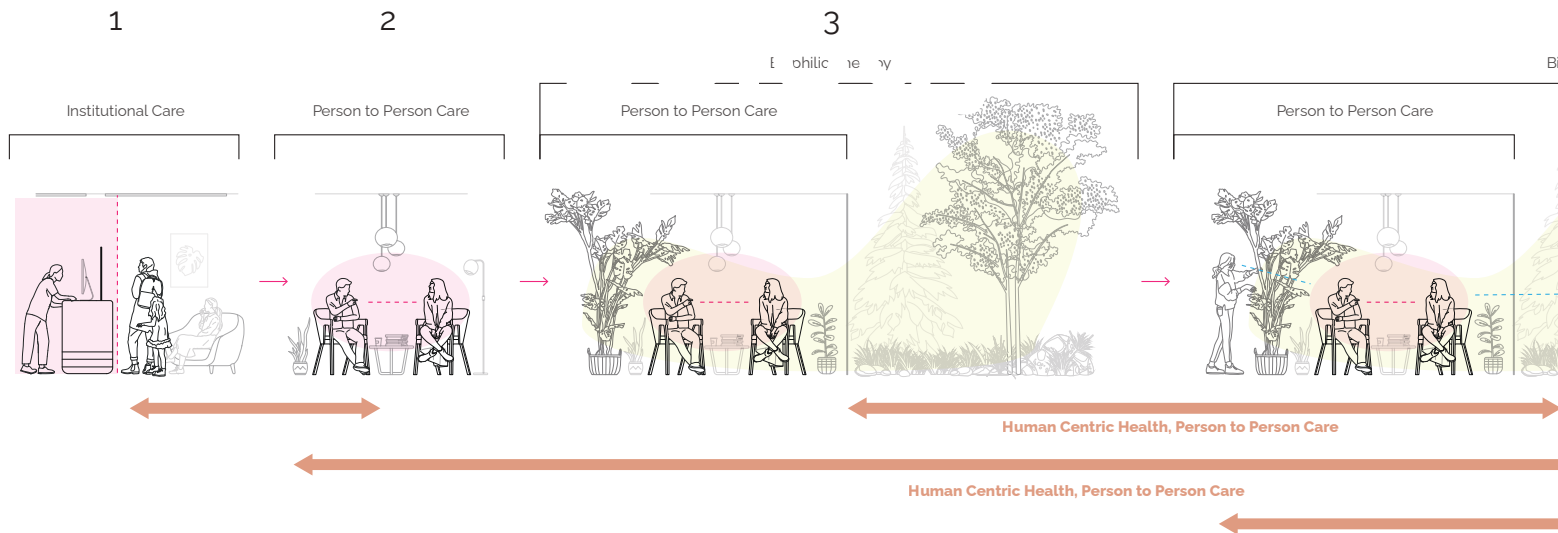 1
2
3
Institutional Care
Person to Person Care
Person to Person Care
Person to Person Care
Human Centric Health, Person to Person Care
Human Centric Health, Person to Person Care